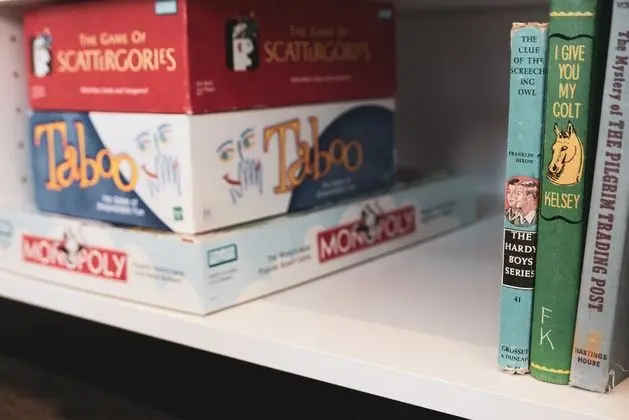 THE GAME OF
SCATTERGORIES
THE GAME OF
SCATTERGORIES
Taboo
Taboo
MONOPOLY
MONOPOLY
THE
CLUE
OF THE
SCREECH
ING
OWL
FRANKLIN
DIXON
THE
HARDY
BOYS
SERIES
41
GROSSET
& DUNLAP
I GIVE
YOU
MY
COLT
KELSEY
F
K
The Mystery of THE PILGRIM TRADING POST
HASTINGS
HOUSE